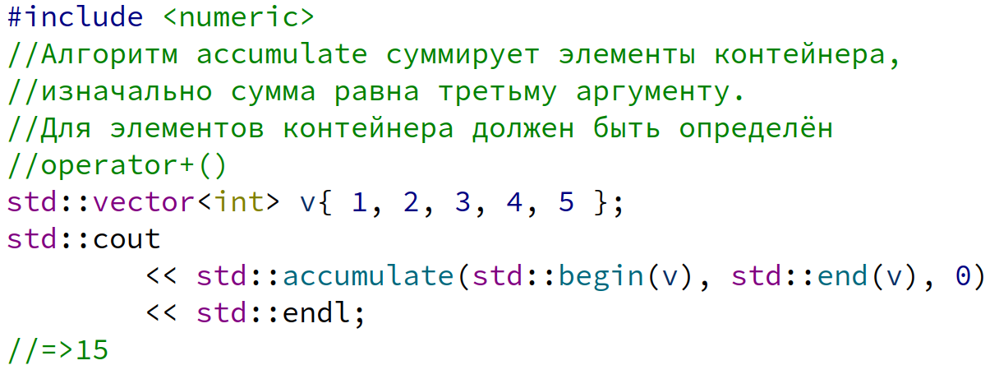 #include <numeric>
//Алгоритм accumulate суммирует элементы контейнера,
//изначально сумма равна третьму аргументу.
//Для элементов контейнера должен быть определён
//operator+()
std::vector<int> v{ 1, 2, 3, 4, 5 };
std::cout
        << std::accumulate(std::begin(v), std::end(v), 0)
        << std::endl;
//=>15